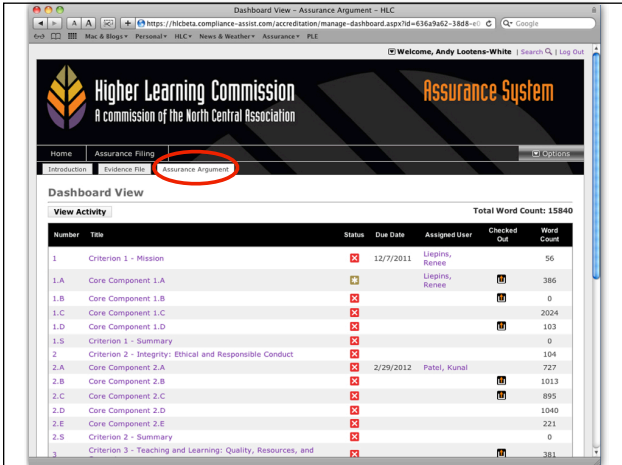 Dashboard View – Assurance Argument – HLC
https://hlcbeta.compliance-assist.com/accreditation/manage-dashboard.aspx?id=636a9a62-38d8-e0
Google
Mac & Blogs Personal HLC News & Weather Assurance PLE
Welcome, Andy Lootens-White | Search | Log Out
Higher Learning Commission
A commission of the North Central Association
Assurance System
Home Assurance Filing Options
Introduction Evidence File Assurance Argument
Dashboard View
View Activity Total Word Count: 15840
Number Title Status Due Date Assigned User Checked Out Word Count
1 Criterion 1 - Mission 12/7/2011 Liepins, Renee 56
1.A Core Component 1.A Liepins, Renee 386
1.B Core Component 1.B 0
1.C Core Component 1.C 2024
1.D Core Component 1.D 103
1.S Criterion 1 - Summary 0
2 Criterion 2 - Integrity: Ethical and Responsible Conduct 104
2.A Core Component 2.A 2/29/2012 Patel, Kunal 727
2.B Core Component 2.B 1013
2.C Core Component 2.C 895
2.D Core Component 2.D 1040
2.E Core Component 2.E 221
2.S Criterion 2 - Summary 0
3 Criterion 3 - Teaching and Learning: Quality, Resources, and 381